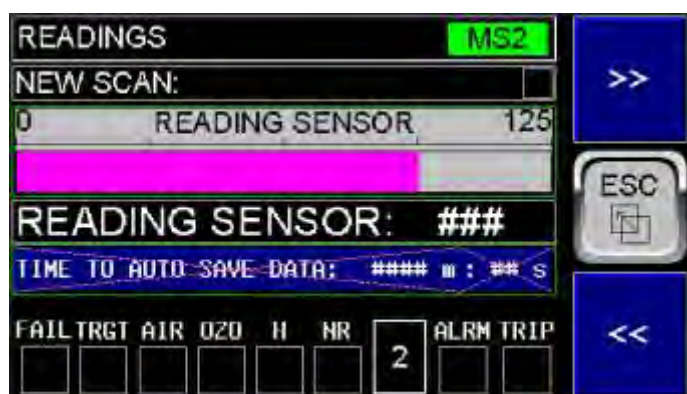 READINGS MS2
>>
NEW SCAN:
0 READING SENSOR 125
ESC
READING SENSOR: ###
TIME TO AUTO SAVE DATA: #### m : ## s
FAIL TRGT AIR OZO H NR 2 ALRM TRIP
<<